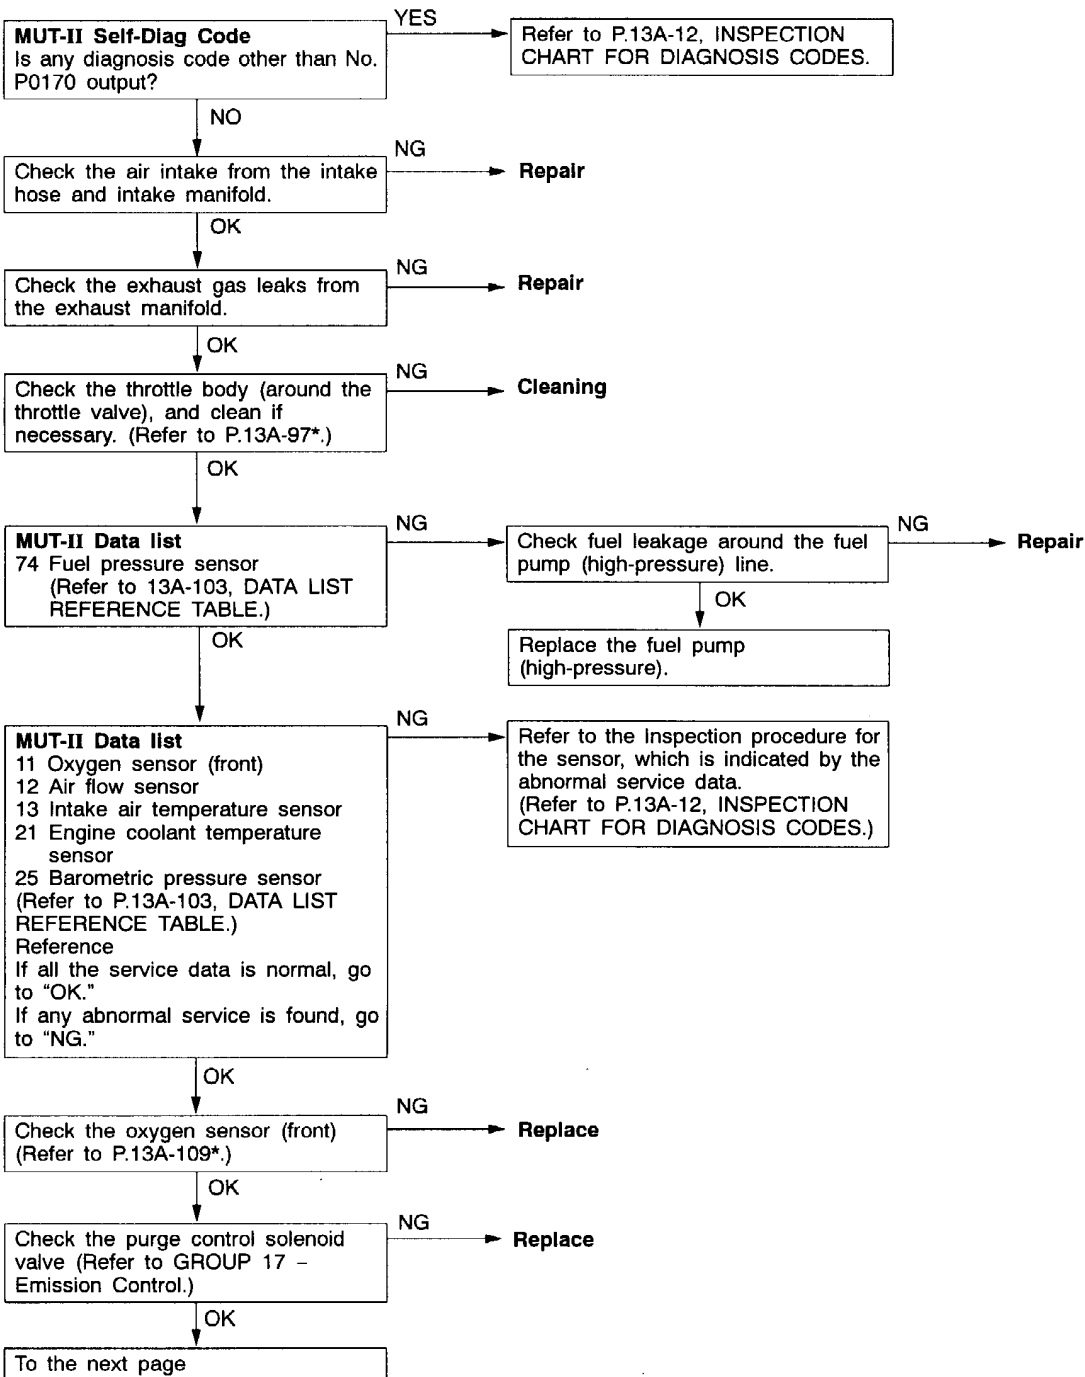 MUT-II Self-Diag Code
Is any diagnosis code other than No.
P0170 output?
YES
Refer to P.13A-12, INSPECTION
CHART FOR DIAGNOSIS CODES.
NO
Check the air intake from the intake
hose and intake manifold.
NG
Repair
OK
Check the exhaust gas leaks from
the exhaust manifold.
NG
Repair
OK
Check the throttle body (around the
throttle valve), and clean if
necessary. (Refer to P.13A-97*.)
NG
Cleaning
OK
MUT-II Data list
74 Fuel pressure sensor
(Refer to 13A-103, DATA LIST
REFERENCE TABLE.)
NG
Check fuel leakage around the fuel
pump (high-pressure) line.
NG
Repair
OK
Replace the fuel pump
(high-pressure).
OK
MUT-II Data list
11 Oxygen sensor (front)
12 Air flow sensor
13 Intake air temperature sensor
21 Engine coolant temperature
sensor
25 Barometric pressure sensor
(Refer to P.13A-103, DATA LIST
REFERENCE TABLE.)
Reference
If all the service data is normal, go
to “OK.”
If any abnormal service is found, go
to “NG.”
NG
Refer to the Inspection procedure for
the sensor, which is indicated by the
abnormal service data.
(Refer to P.13A-12, INSPECTION
CHART FOR DIAGNOSIS CODES.)
OK
Check the oxygen sensor (front)
(Refer to P.13A-109*.)
NG
Replace
OK
Check the purge control solenoid
valve (Refer to GROUP 17 –
Emission Control.)
NG
Replace
OK
To the next page